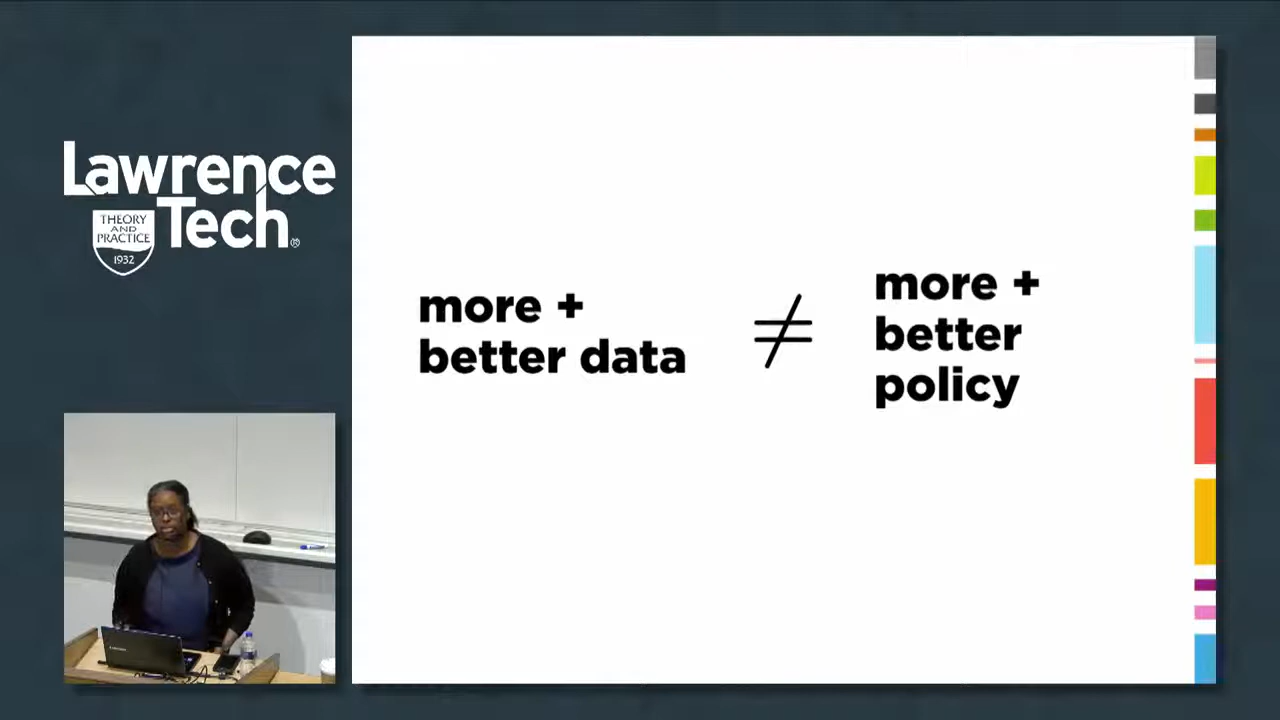 Lawrence
Tech®
THEORY
AND
PRACTICE
1932
more +
better data
≠
more +
better
policy